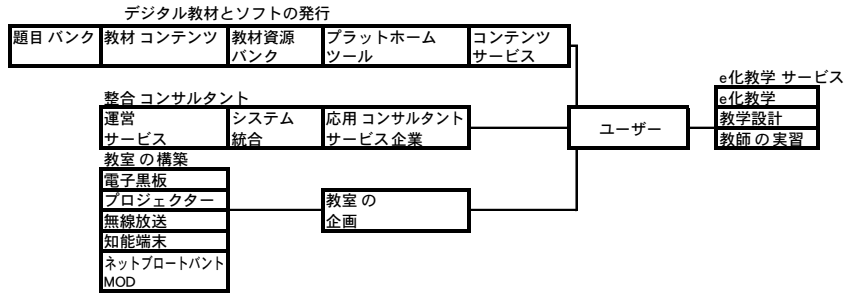 デジタル教材とソフトの発行
題目 バンク
教材 コンテンツ
教材資源
バンク
プラットホーム
ツール
コンテンツ
サービス
整合 コンサルタント
運営
サービス
システム
統合
応用 コンサルタント
サービス 企業
教室 の 構築
電子黒板
プロジェクター
無線放送
知能端末
ネットブロートバント
MOD
教室 の
企画
ユーザー
e化教学 サービス
e化教学
教学設計
教師 の 実習